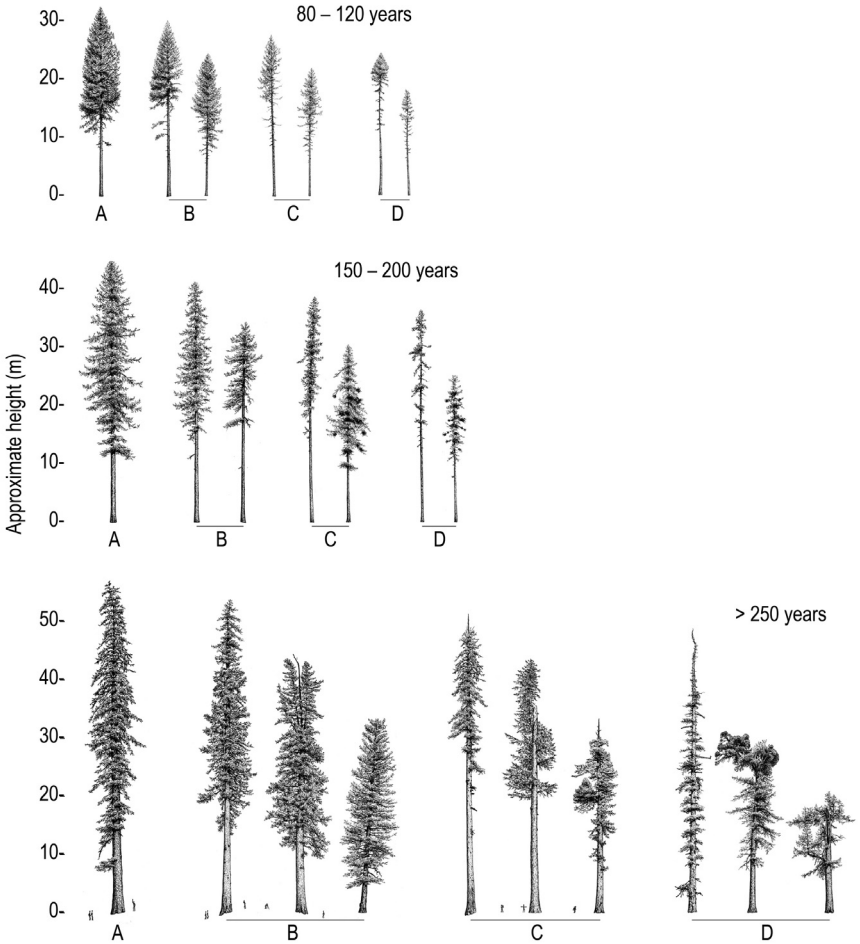 80 – 120 years
30-
20-
10-
0-
A B C D
150 – 200 years
40-
30-
20-
10-
0-
A B C D
Approximate height (m)
> 250 years
50-
40-
30-
20-
10-
0-
A B C D